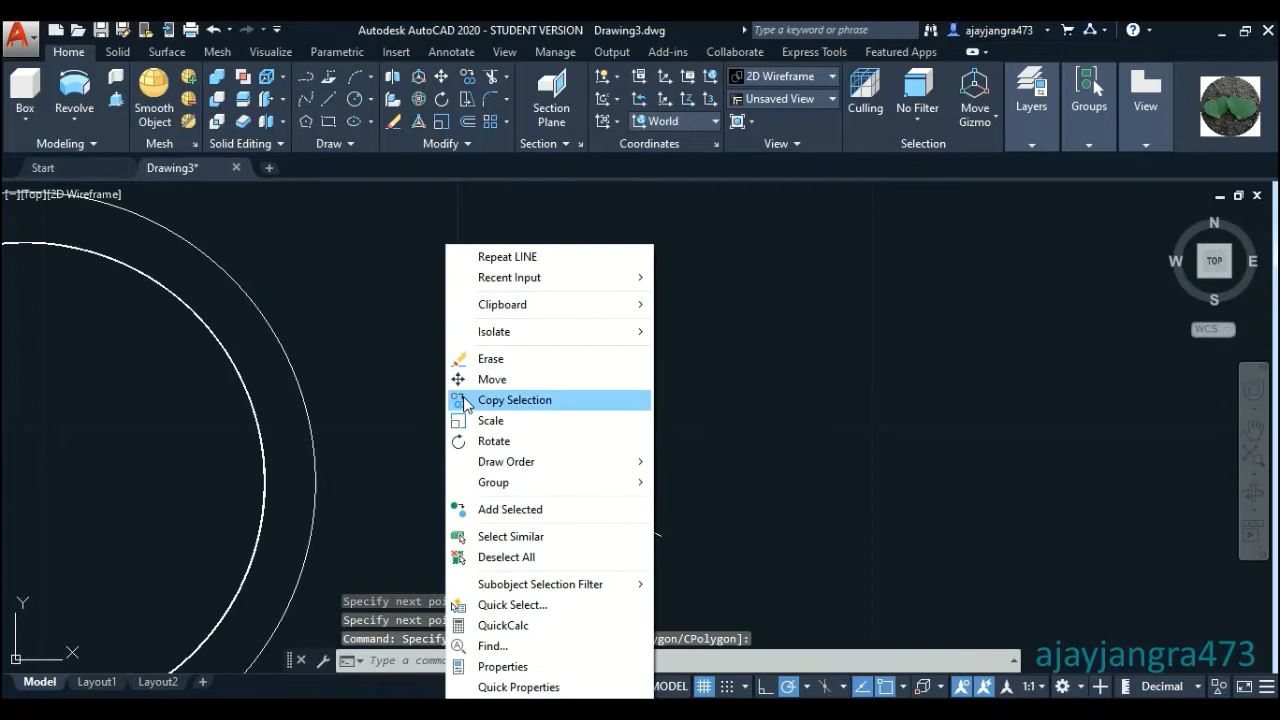 Autodesk AutoCAD 2020 - STUDENT VERSION Drawing3.dwg Type a keyword or phrase ajayjangra473
Home Solid Surface Mesh Visualize Parametric Insert Annotate View Manage Output Add-ins Collaborate Express Tools Featured Apps
Box Revolve Smooth Object Section Plane 2D Wireframe Unsaved View World Culling No Filter Move Gizmo Layers Groups View
Modeling Mesh Solid Editing Draw Modify Section Coordinates View Selection
Start Drawing3*
[−][Top][2D Wireframe]
N
W TOP E
S
WCS
Repeat LINE
Recent Input
Clipboard
Isolate
Erase
Move
Copy Selection
Scale
Rotate
Draw Order
Group
Add Selected
Select Similar
Deselect All
Subobject Selection Filter
Quick Select...
QuickCalc
Find...
Properties
Quick Properties
Y
X
Specify next poi
Specify next poi
Command: Specify ygon/CPolygon]:
Type a comma
ajayjangra473
Model Layout1 Layout2 MODEL 1:1 Decimal